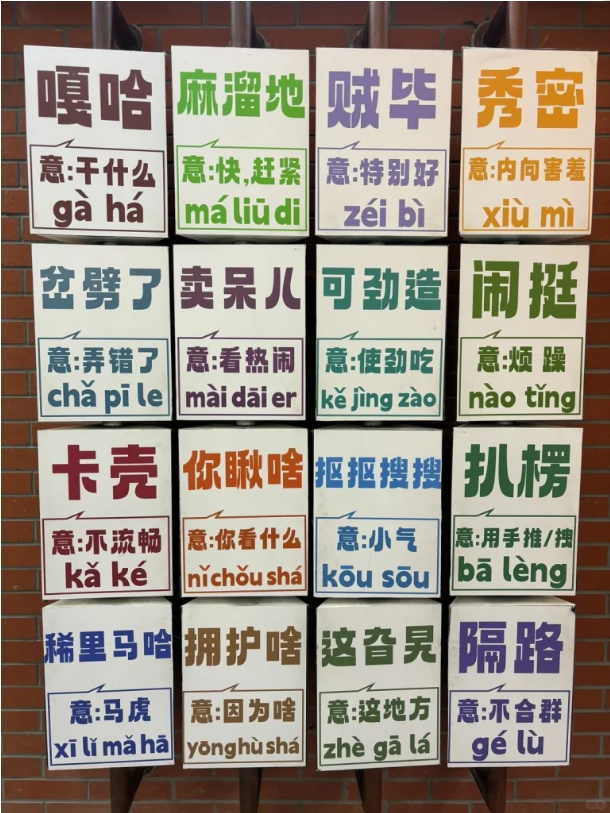 嘎哈
意:干什么
gà há
麻溜地
意:快,赶紧
má liū di
贼毕
意:特别好
zéi bì
秀密
意:内向害羞
xiù mì
岔劈了
意:弄错了
chǎ pī le
卖呆儿
意:看热闹
mài dāi er
可劲造
意:使劲吃
kě jìng zào
闹挺
意:烦躁
nào tǐng
卡壳
意:不流畅
kǎ ké
你瞅啥
意:你看什么
nǐ chǒu shá
抠抠搜搜
意:小气
kōu sōu
扒楞
意:用手推/拽
bā lèng
稀里马哈
意:马虎
xī lǐ mǎ hā
拥护啥
意:因为啥
yōng hù shá
这旮旯
意:这地方
zhè gā lá
隔路
意:不合群
gé lù